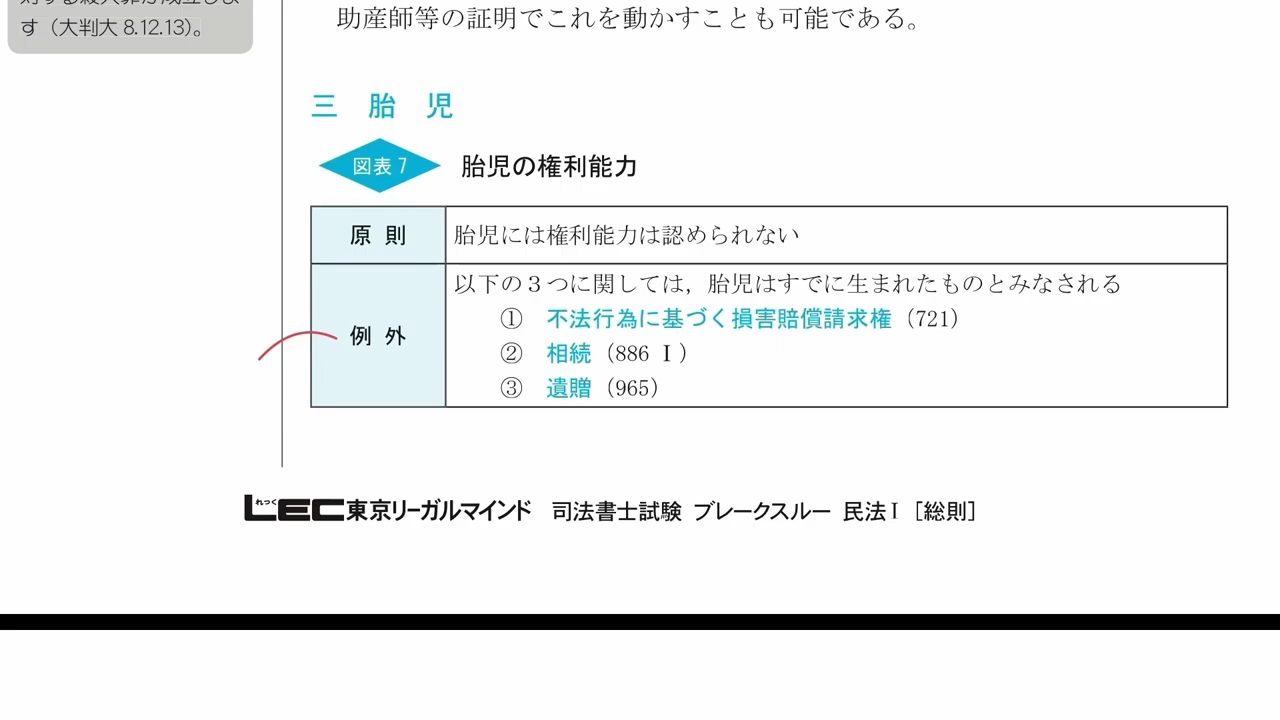 す（大判大 8.12.13）。
助産師等の証明でこれを動かすことも可能である。
三 胎 児
図表 7 胎児の権利能力
原 則 胎児には権利能力は認められない
例 外 以下の３つに関しては，胎児はすでに生まれたものとみなされる
① 不法行為に基づく損害賠償請求権（721）
② 相続（886 Ⅰ）
③ 遺贈（965）
れっく LEC東京リーガルマインド 司法書士試験 ブレークスルー 民法Ⅰ［総則］